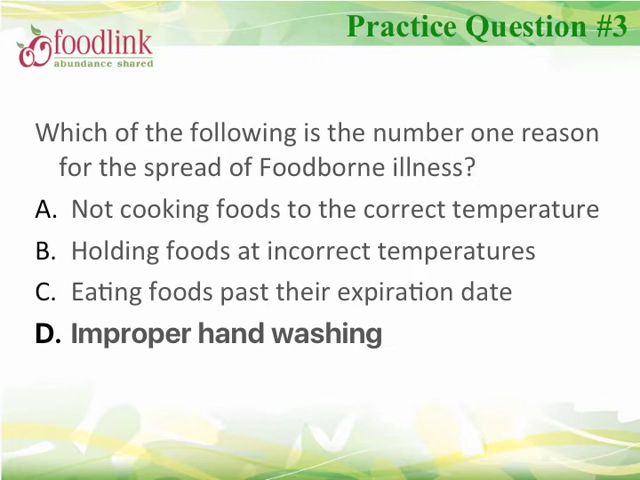 foodlink
abundance shared
Practice Question #3
Which of the following is the number one reason
for the spread of Foodborne illness?
A. Not cooking foods to the correct temperature
B. Holding foods at incorrect temperatures
C. Eating foods past their expiration date
D. Improper hand washing